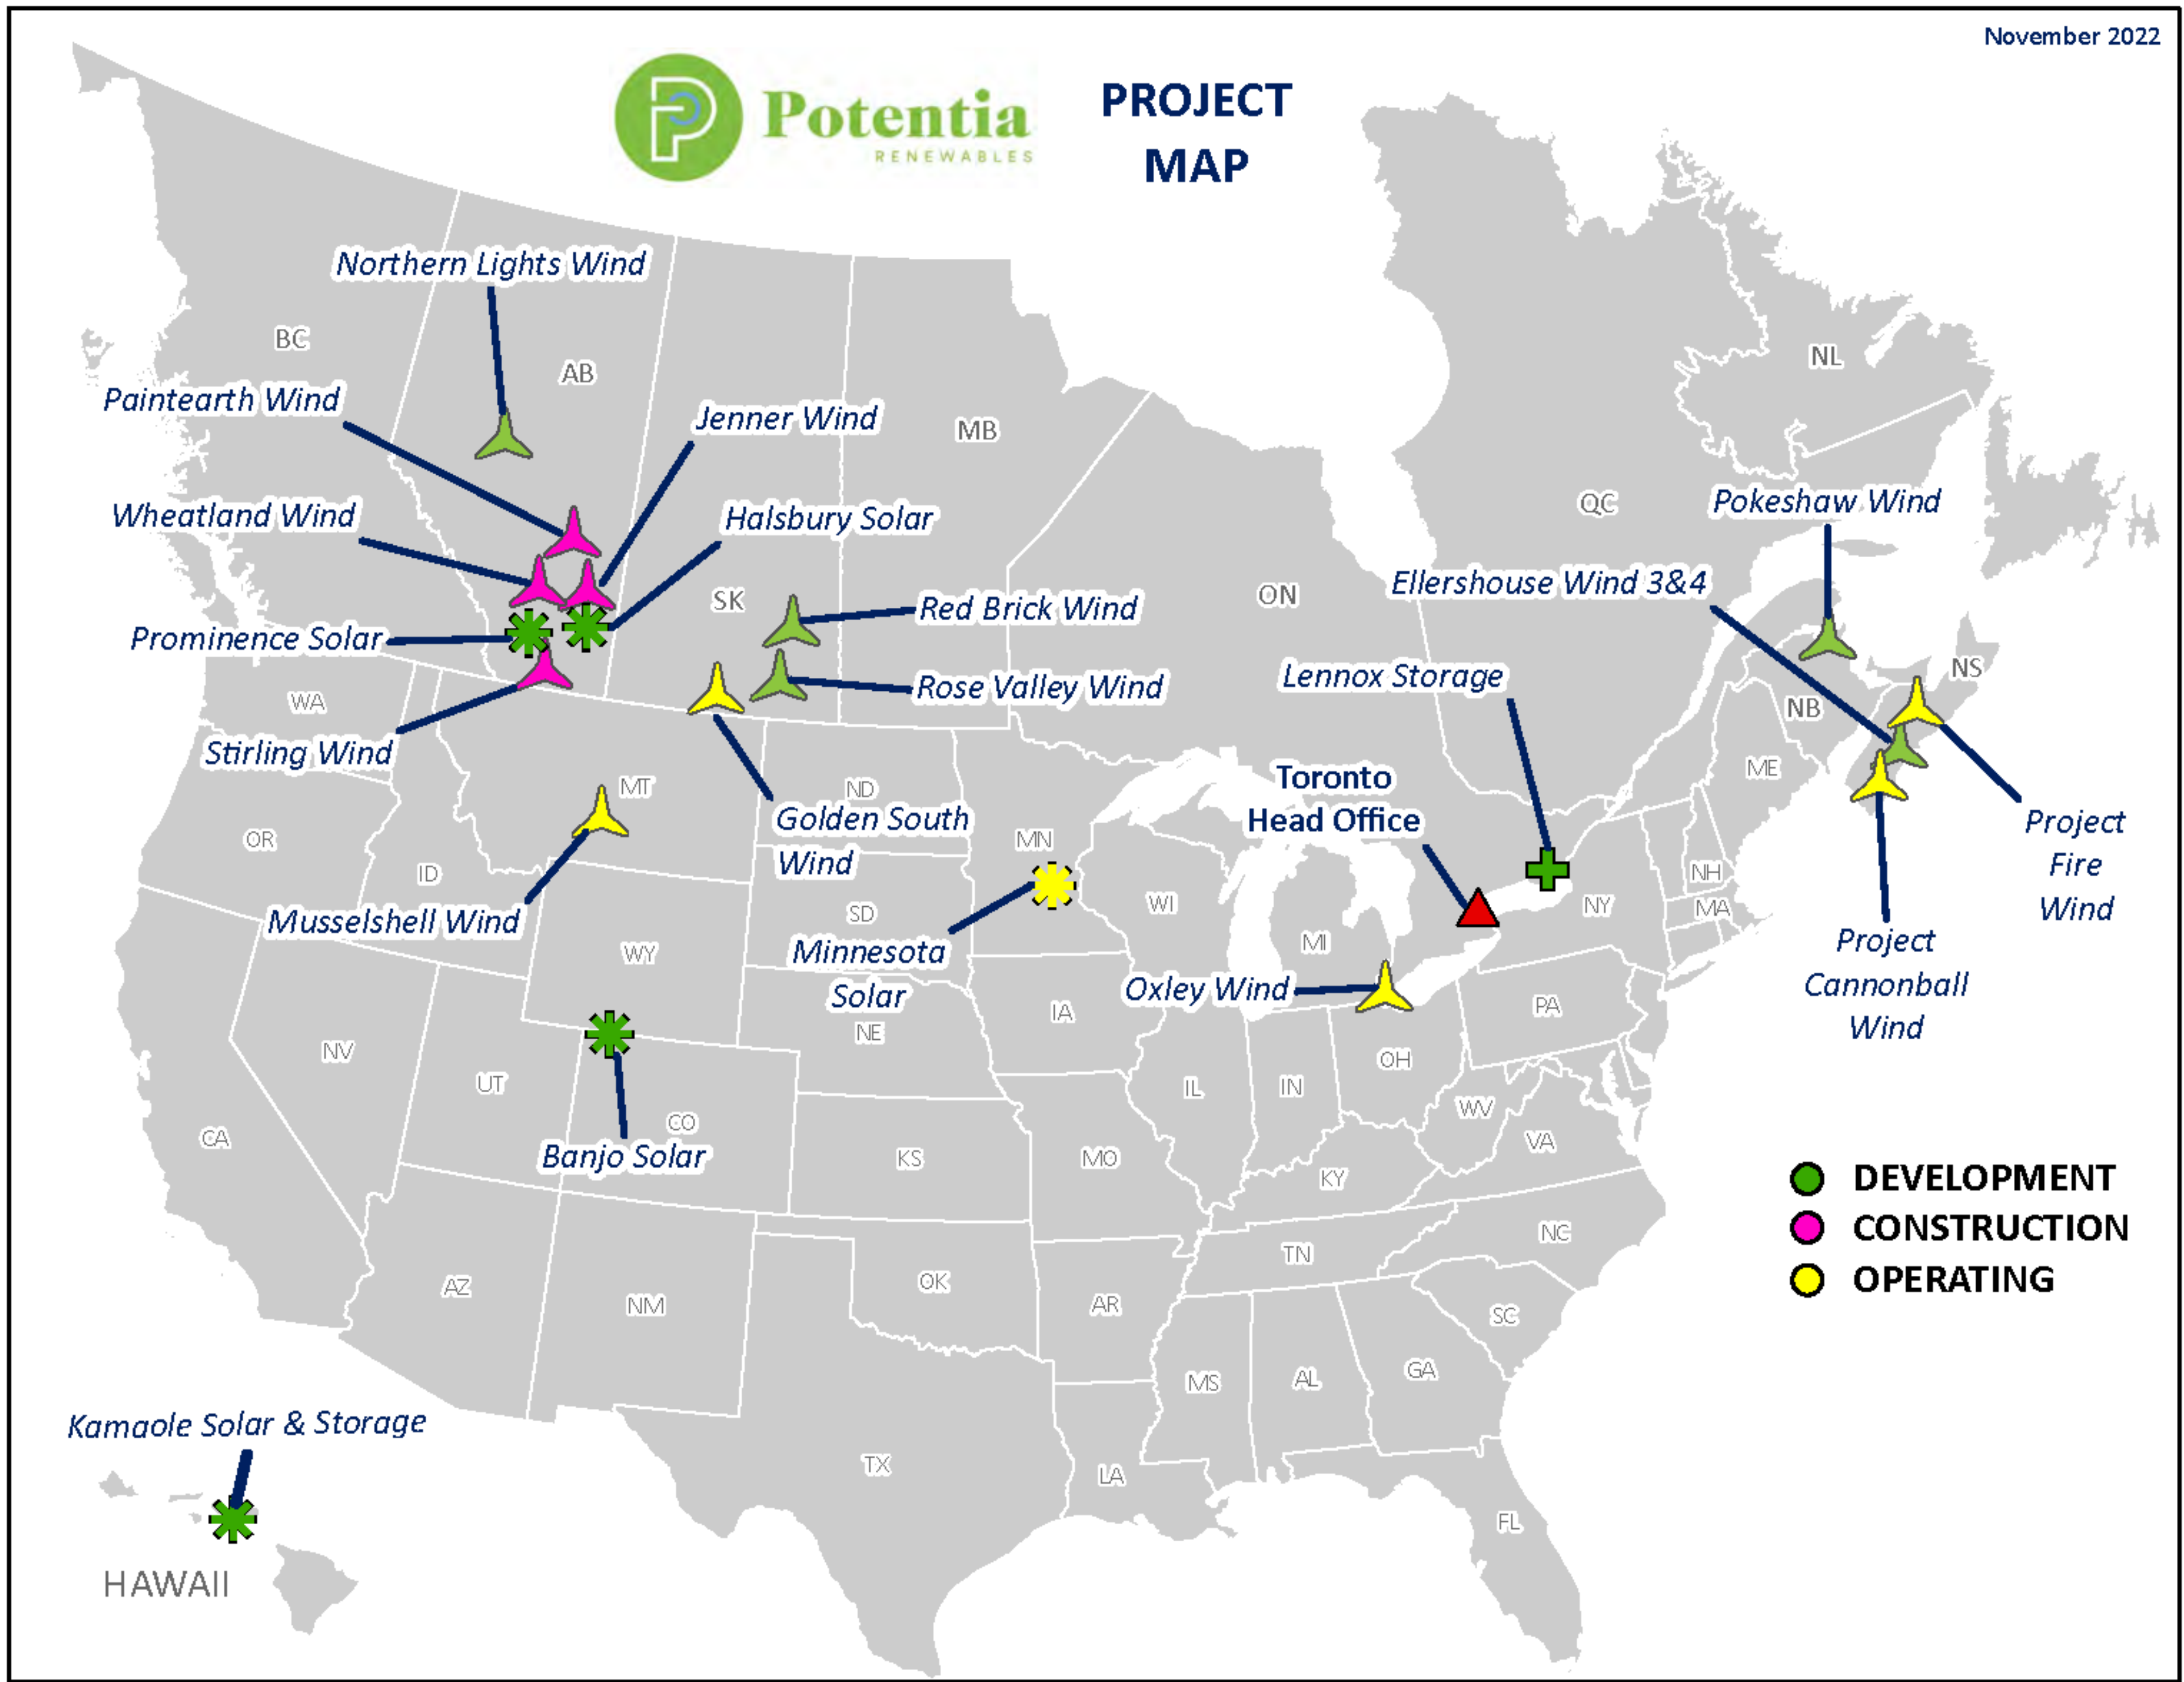 November 2022
Potentia
RENEWABLES
PROJECT
MAP
Northern Lights Wind
BC
AB
NL
Paintearth Wind
Jenner Wind
MB
Wheatland Wind
Halsbury Solar
QC
Pokeshaw Wind
Ellershouse Wind 3&4
SK
ON
Red Brick Wind
Prominence Solar
Lennox Storage
NS
Rose Valley Wind
WA
NB
Stirling Wind
MT
ND
Toronto
Head Office
ME
Golden South
Wind
Project
Fire
Wind
OR
MN
ID
NH
Musselshell Wind
SD
WI
NY
MA
Minnesota
Solar
MI
Project
Cannonball
Wind
WY
Oxley Wind
IA
PA
NE
NV
OH
UT
IL
IN
CO
WV
CA
VA
Banjo Solar
KS
MO
KY
DEVELOPMENT
CONSTRUCTION
OPERATING
NC
TN
AZ
NM
OK
AR
SC
MS
AL
GA
Kamaole Solar & Storage
TX
LA
FL
HAWAII